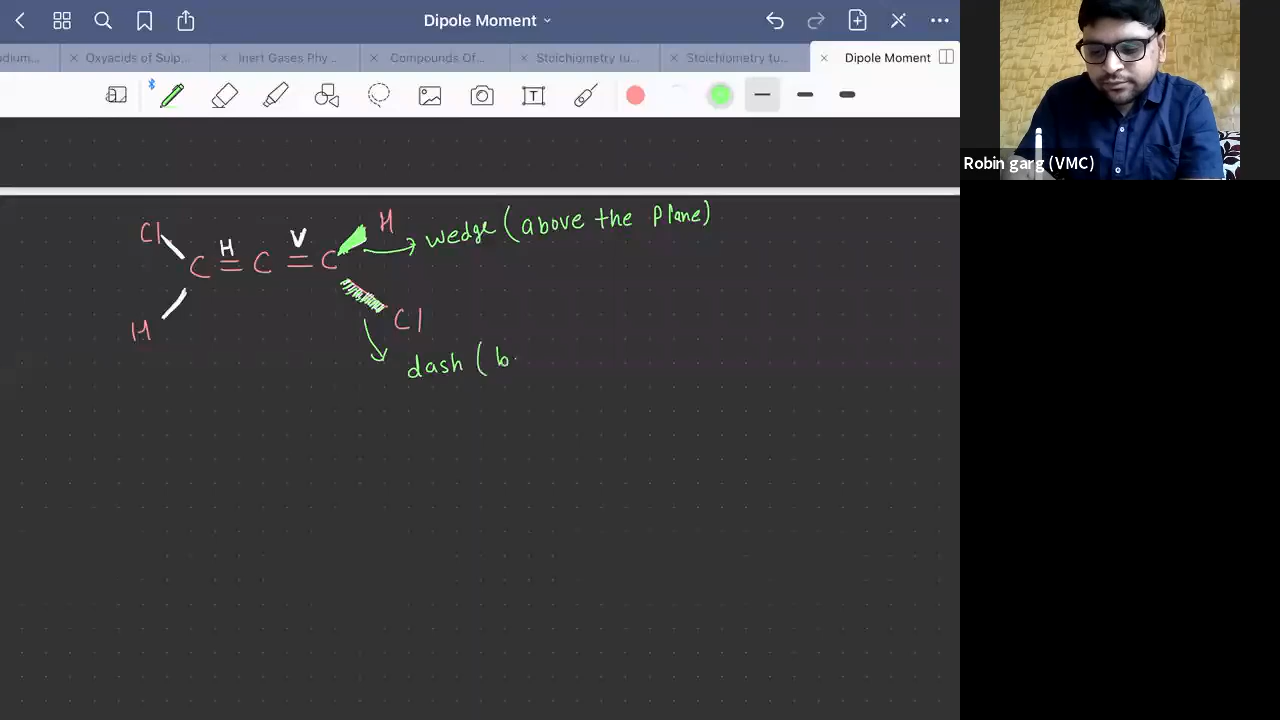 Dipole Moment
adium...
Oxyacids of Sulp...
Inert Gases Phy...
Compounds Of...
Stoichiometry tu...
Stoichiometry tu...
Dipole Moment
T
Robin garg (VMC)
Cl H wedge (above the plane)
H V
C = C = C
H Cl
dash ( b